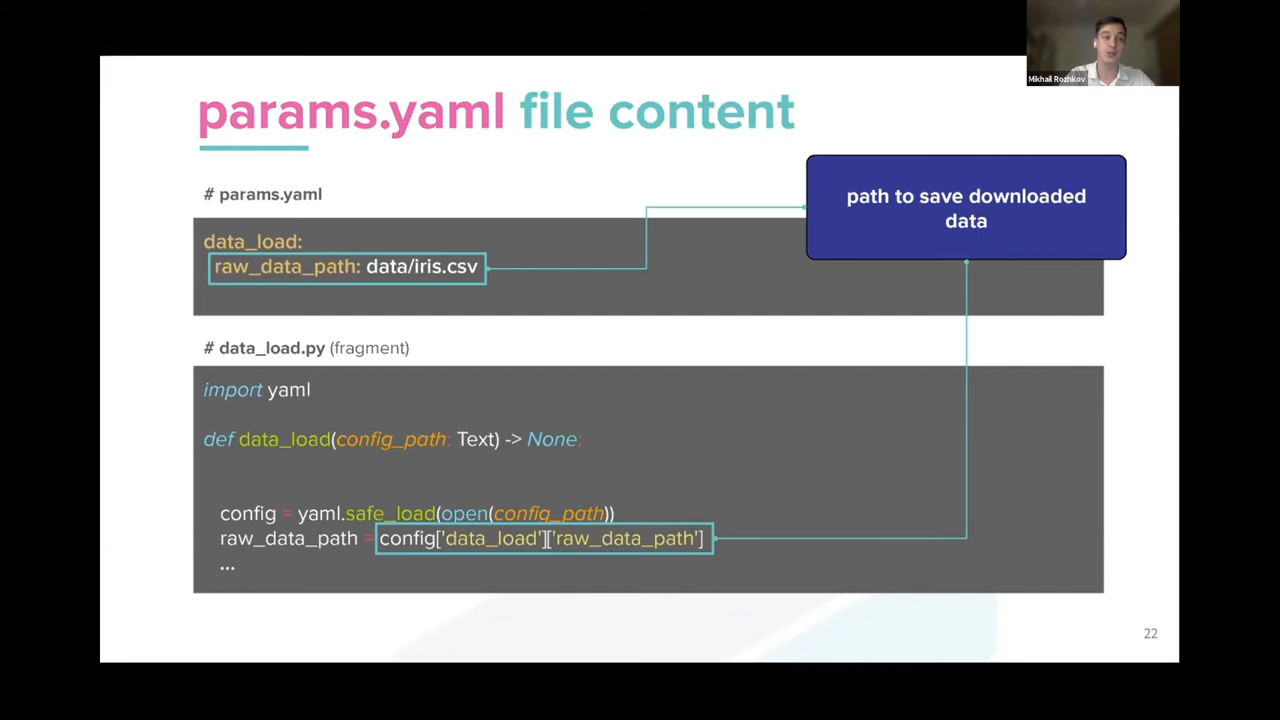 Mikhail Rozhkov
params.yaml file content
# params.yaml
path to save downloaded
data
data_load:
raw_data_path: data/iris.csv
# data_load.py (fragment)
import yaml
def data_load(config_path: Text) -> None:
config = yaml.safe_load(open(config_path))
raw_data_path = config['data_load']['raw_data_path']
...
22